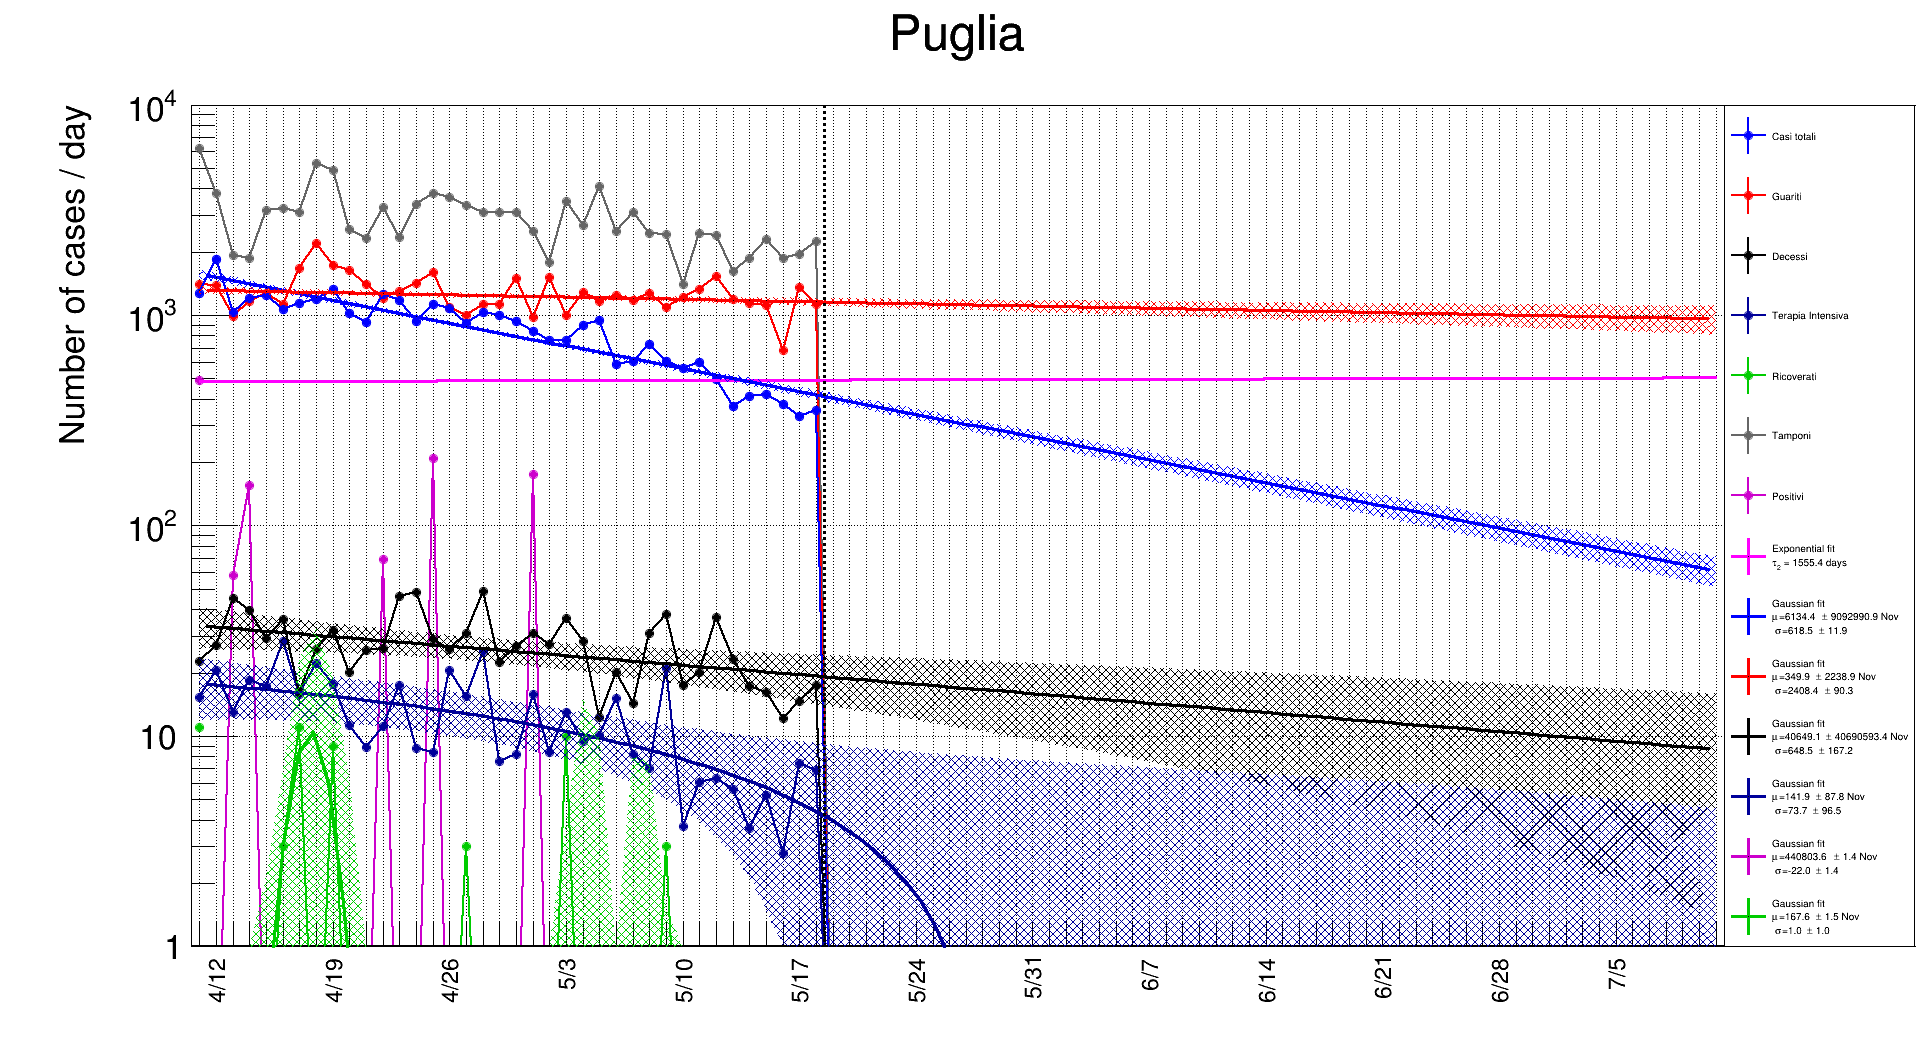 Puglia
Number of cases / day
10⁴
10³
10²
10
1
4/12
4/19
4/26
5/3
5/10
5/17
5/24
5/31
6/7
6/14
6/21
6/28
7/5
Casi totali
Guariti
Decessi
Terapia Intensiva
Ricoverati
Tamponi
Positivi
Exponential fit
τ₂ = 1555.4 days
Gaussian fit
μ=6134.4 ± 9092990.9 Nov
σ=618.5 ± 11.9
Gaussian fit
μ=349.9 ± 2238.9 Nov
σ=2408.4 ± 90.3
Gaussian fit
μ=40649.1 ± 40690593.4 Nov
σ=648.5 ± 167.2
Gaussian fit
μ=141.9 ± 87.8 Nov
σ=73.7 ± 96.5
Gaussian fit
μ=440803.6 ± 1.4 Nov
σ=-22.0 ± 1.4
Gaussian fit
μ=167.6 ± 1.5 Nov
σ=1.0 ± 1.0